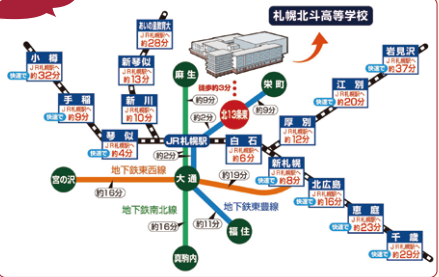 札幌北斗高等学校
あいの里教育大
JR札幌駅へ
約28分
岩見沢
JR札幌駅へ
快速で約37分
小樽
JR札幌駅へ
快速で約32分
新琴似
JR札幌駅へ
約13分
麻生
徒歩約3分
栄町
江別
JR札幌駅へ
快速で約20分
手稲
JR札幌駅へ
快速で約9分
新川
JR札幌駅へ
約10分
約9分
約2分
北13条東
約9分
厚別
JR札幌駅へ
約12分
琴似
JR札幌駅へ
快速で約4分
JR札幌駅
白石
JR札幌駅へ
約6分
約2分
新札幌
JR札幌駅へ
快速で約8分
地下鉄東西線
宮の沢
約16分
大通
約19分
北広島
JR札幌駅へ
快速で約16分
地下鉄南北線
地下鉄東豊線
恵庭
JR札幌駅へ
快速で約23分
約16分
約11分
福住
千歳
JR札幌駅へ
快速で約29分
真駒内